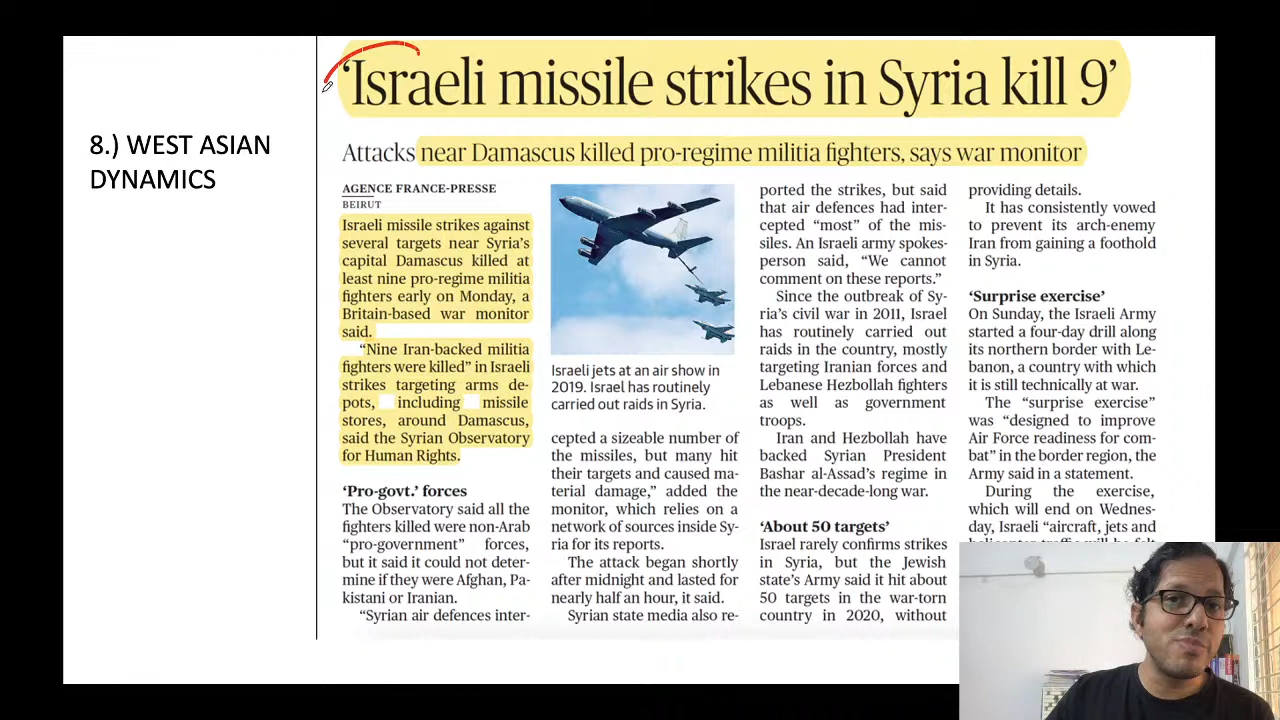 8.) WEST ASIAN
DYNAMICS
‘Israeli missile strikes in Syria kill 9’
Attacks near Damascus killed pro-regime militia fighters, says war monitor
AGENCE FRANCE-PRESSE
BEIRUT
Israeli missile strikes against
several targets near Syria’s
capital Damascus killed at
least nine pro-regime militia
fighters early on Monday, a
Britain-based war monitor
said.
“Nine Iran-backed militia
fighters were killed” in Israeli
strikes targeting arms de-
pots, including missile
stores, around Damascus,
said the Syrian Observatory
for Human Rights.
‘Pro-govt.’ forces
The Observatory said all the
fighters killed were non-Arab
“pro-government” forces,
but it said it could not deter-
mine if they were Afghan, Pa-
kistani or Iranian.
“Syrian air defences inter-
Israeli jets at an air show in
2019. Israel has routinely
carried out raids in Syria.
cepted a sizeable number of
the missiles, but many hit
their targets and caused ma-
terial damage,” added the
monitor, which relies on a
network of sources inside Sy-
ria for its reports.
The attack began shortly
after midnight and lasted for
nearly half an hour, it said.
Syrian state media also re-
ported the strikes, but said
that air defences had inter-
cepted “most” of the mis-
siles. An Israeli army spokes-
person said, “We cannot
comment on these reports.”
Since the outbreak of Sy-
ria’s civil war in 2011, Israel
has routinely carried out
raids in the country, mostly
targeting Iranian forces and
Lebanese Hezbollah fighters
as well as government
troops.
Iran and Hezbollah have
backed Syrian President
Bashar al-Assad’s regime in
the near-decade-long war.
‘About 50 targets’
Israel rarely confirms strikes
in Syria, but the Jewish
state’s Army said it hit about
50 targets in the war-torn
country in 2020, without
providing details.
It has consistently vowed
to prevent its arch-enemy
Iran from gaining a foothold
in Syria.
‘Surprise exercise’
On Sunday, the Israeli Army
started a four-day drill along
its northern border with Le-
banon, a country with which
it is still technically at war.
The “surprise exercise”
was “designed to improve
Air Force readiness for com-
bat” in the border region, the
Army said in a statement.
During the exercise,
which will end on Wednes-
day, Israeli “aircraft, jets and